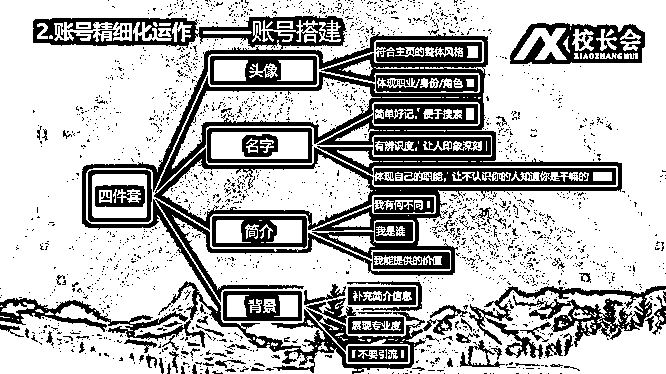 2.账号精细化运作——账号搭建
校长会
XIAOZHANG HUI
四件套
头像
符合主页的整体风格
体现职业/身份/角色
名字
简单好记，便于搜索
有辨识度，让人印象深刻
体现自己的职能，让不认识你的人知道你是干嘛的
简介
我有何不同
我是谁
我能提供的价值
背景
补充简介信息
展现专业度
不要引流